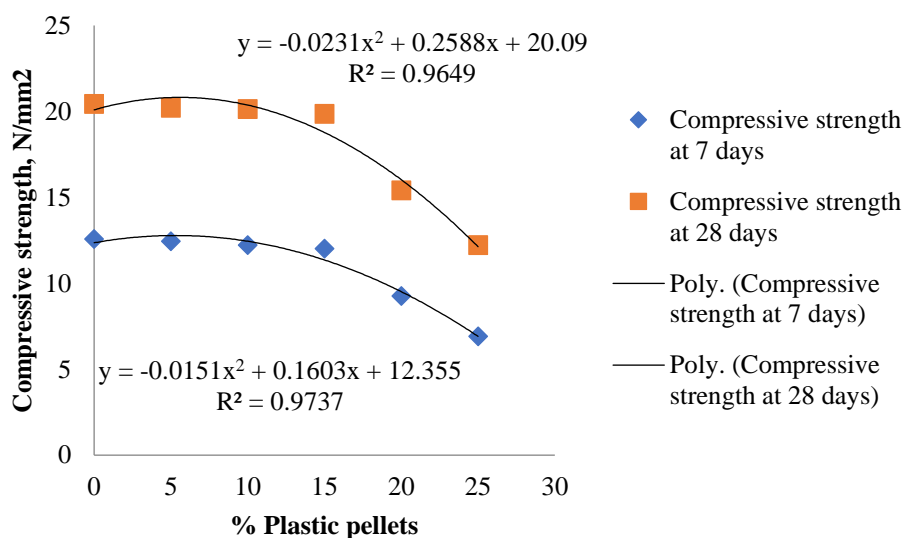 25
20
15
10
5
0
Compressive strength, N/mm2
y = -0.0231x² + 0.2588x + 20.09
R² = 0.9649
y = -0.0151x² + 0.1603x + 12.355
R² = 0.9737
0 5 10 15 20 25 30
% Plastic pellets
Compressive strength
at 7 days
Compressive strength
at 28 days
Poly. (Compressive
strength at 7 days)
Poly. (Compressive
strength at 28 days)